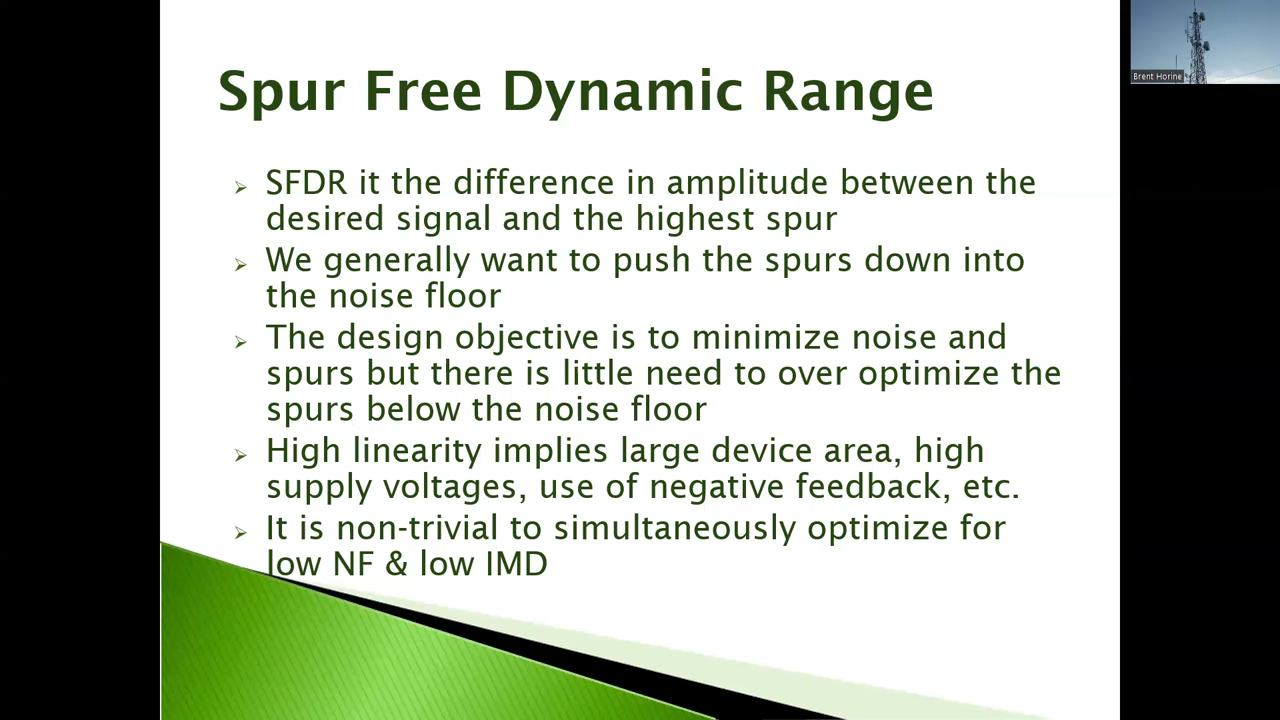 Spur Free Dynamic Range
Brent Horine
➢ SFDR it the difference in amplitude between the
desired signal and the highest spur
➢ We generally want to push the spurs down into
the noise floor
➢ The design objective is to minimize noise and
spurs but there is little need to over optimize the
spurs below the noise floor
➢ High linearity implies large device area, high
supply voltages, use of negative feedback, etc.
➢ It is non-trivial to simultaneously optimize for
low NF & low IMD